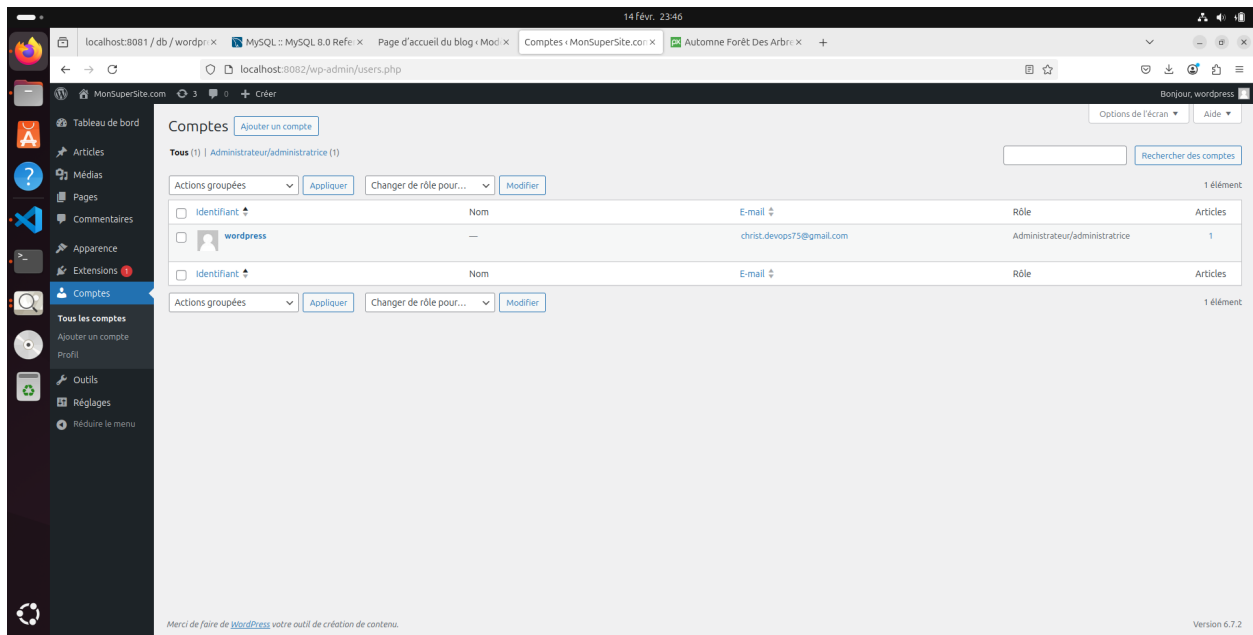 14 févr. 23:46
localhost:8081 / db / wordpr
MySQL :: MySQL 8.0 Refe
Page d'accueil du blog ‹ Mod
Comptes ‹ MonSuperSite.con
Automne Forêt Des Arbre
localhost:8082/wp-admin/users.php
MonSuperSite.com 3 0 + Créer
Bonjour, wordpress
Tableau de bord
Articles
Médias
Pages
Commentaires
Apparence
Extensions 1
Comptes
Tous les comptes
Ajouter un compte
Profil
Outils
Réglages
Réduire le menu
Options de l'écran ▼ Aide ▼
Comptes Ajouter un compte
Tous (1) | Administrateur/administratrice (1)
Rechercher des comptes
Actions groupées Appliquer Changer de rôle pour... Modifier 1 élément
Identifiant Nom E-mail Rôle Articles
wordpress — christ.devops75@gmail.com Administrateur/administratrice 1
Identifiant Nom E-mail Rôle Articles
Actions groupées Appliquer Changer de rôle pour... Modifier 1 élément
Merci de faire de WordPress votre outil de création de contenu. Version 6.7.2